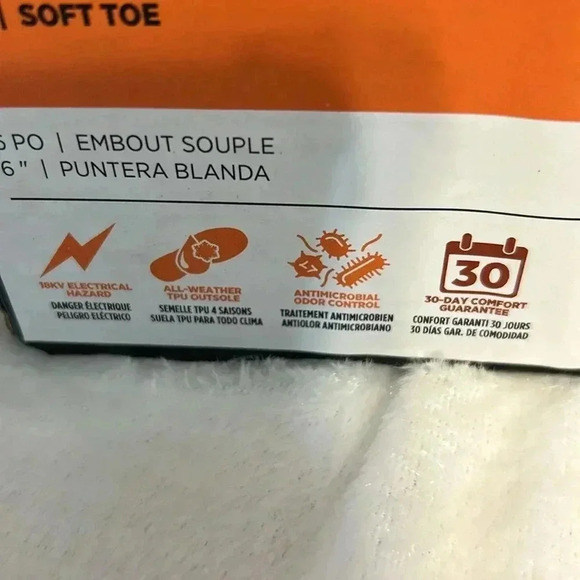 | SOFT TOE
6 PO | EMBOUT SOUPLE
6" | PUNTERA BLANDA
18KV ELECTRICAL
HAZARD
DANGER ÉLECTRIQUE
PELIGRO ELÉCTRICO
ALL-WEATHER
TPU OUTSOLE
SEMELLE TPU 4 SAISONS
SUELA TPU PARA TODO CLIMA
ANTIMICROBIAL
ODOR CONTROL
TRAITEMENT ANTIMICROBIEN
ANTIOLOR ANTIMICROBIANO
30
30-DAY COMFORT
GUARANTEE
CONFORT GARANTI 30 JOURS
30 DÍAS GAR. DE COMODIDAD